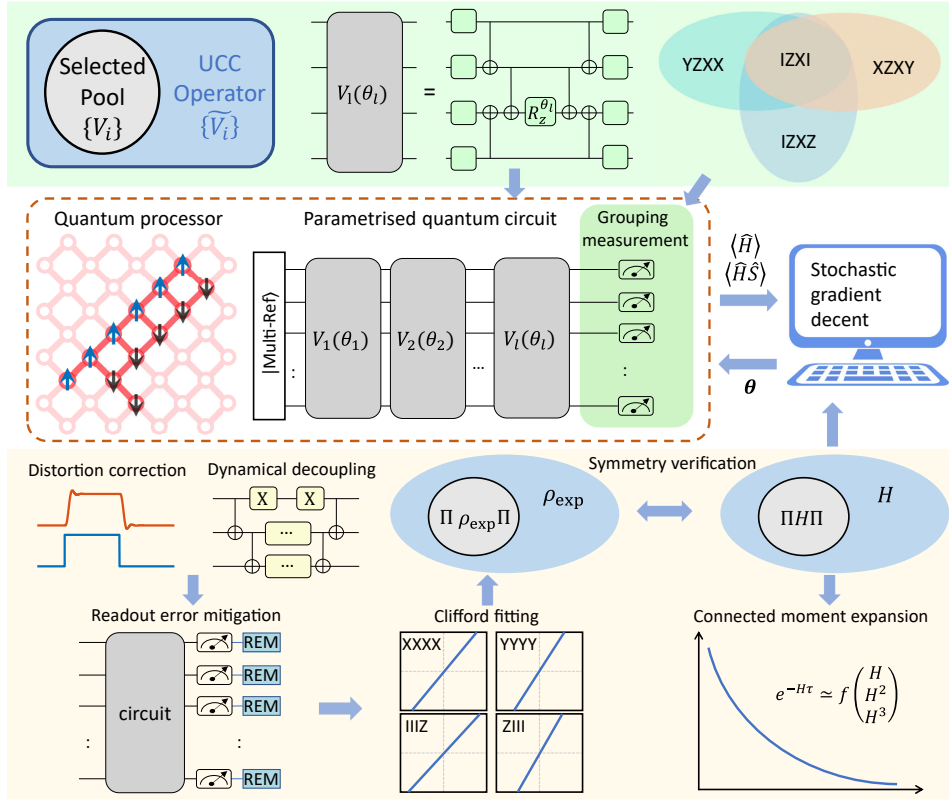 Selected
Pool
{V_i}
UCC
Operator
{\widetilde{V_i}}
V_l(θ_l)
=
R_z^{θ_l}
YZXX
IZXI
XZXY
IZXZ
Quantum processor
Parametrised quantum circuit
Grouping
measurement
|Multi-Ref⟩
:
V_1(θ_1)
V_2(θ_2)
...
V_l(θ_l)
:
⟨Ĥ⟩
⟨ĤŜ⟩
θ
Stochastic
gradient
decent
Distortion correction
Dynamical decoupling
X
X
...
...
Symmetry verification
Π ρ_exp Π
ρ_exp
ΠHΠ
H
Readout error mitigation
circuit
:
:
REM
REM
REM
REM
Clifford fitting
XXXX
YYYY
IIIZ
ZIII
Connected moment expansion
e^{−Hτ} ≃ f(
H
H^2
H^3
)